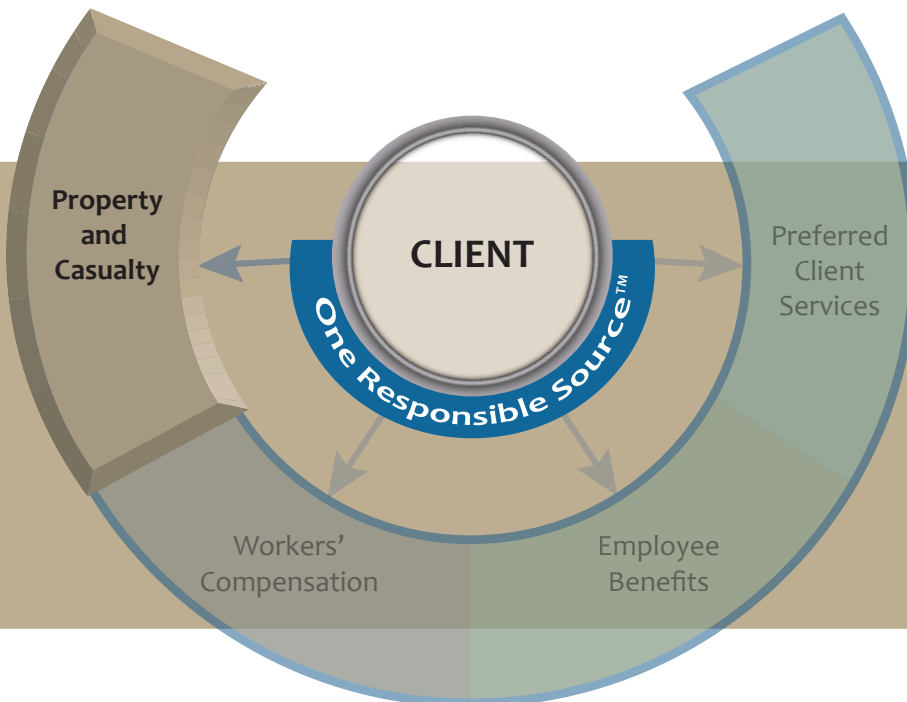 Property
and
Casualty
CLIENT
One Responsible Source™
Preferred
Client
Services
Workers’
Compensation
Employee
Benefits